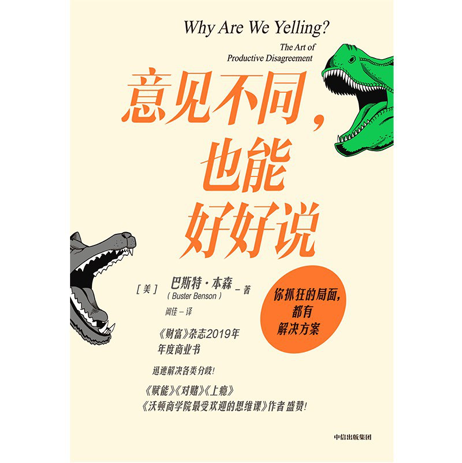 Why Are We Yelling?
The Art of
Productive Disagreement
意见不同，
也能
好好说
[美] 巴斯特·本森 —著
(Buster Benson)
阎佳—译
你抓狂的局面，
都有
解决方案
《财富》杂志2019年
年度商业书
迅速解决各类分歧！
《赋能》《对赌》《上瘾》
《沃顿商学院最受欢迎的思维课》作者 盛赞！
中信出版集团